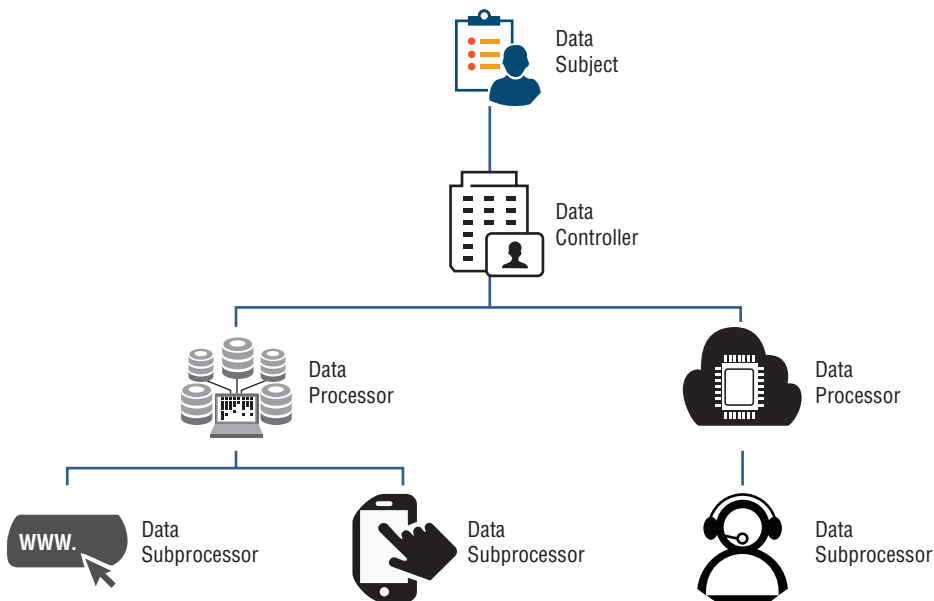 Data
Subject
Data
Controller
Data
Processor
Data
Processor
WWW.
Data
Subprocessor
Data
Subprocessor
Data
Subprocessor